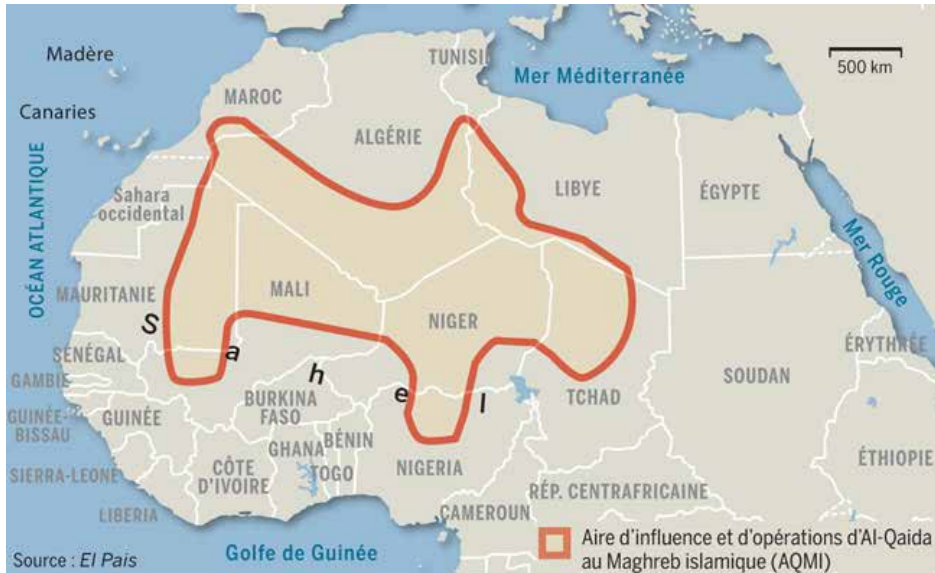 Madère
Canaries
OCÉAN ATLANTIQUE
MAROC
TUNISI
Mer Méditerranée
500 km
ALGÉRIE
LIBYE
ÉGYPTE
Sahara
occidental
Mer Rouge
MAURITANIE
MALI
NIGER
S
a
h
e
l
SÉNÉGAL
GAMBIE
GUINÉE-
BISSAU
GUINÉE
SIERRA-LEONE
LIBERIA
BURKINA
FASO
CÔTE
D'IVOIRE
GHANA
TOGO
BÉNIN
NIGERIA
TCHAD
SOUDAN
ÉRYTHRÉE
ÉTHIOPIE
CAMEROUN
RÉP. CENTRAFRICAINE
Golfe de Guinée
Source : El Pais
Aire d'influence et d'opérations d'Al-Qaida
au Maghreb islamique (AQMI)